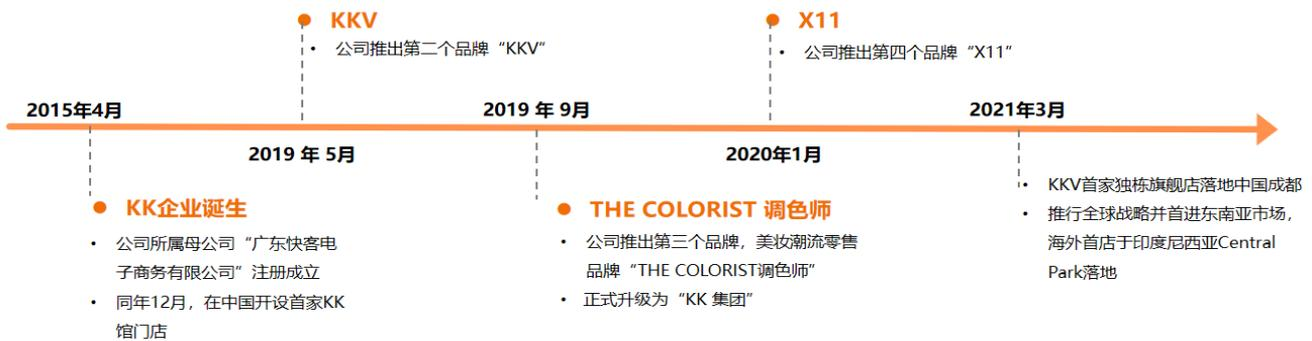 KKV
• 公司推出第二个品牌“KKV”
X11
• 公司推出第四个品牌“X11”
2015年4月
2019 年 9月
2021年3月
2019 年 5月
2020年1月
KK企业诞生
• 公司所属母公司“广东快客电
子商务有限公司”注册成立
• 同年12月，在中国开设首家KK
馆门店
THE COLORIST 调色师
• 公司推出第三个品牌，美妆潮流零售
品牌“THE COLORIST调色师”
• 正式升级为“KK 集团”
• KKV首家独栋旗舰店落地中国成都
• 推行全球战略并首进东南亚市场，
海外首店于印度尼西亚Central
Park落地